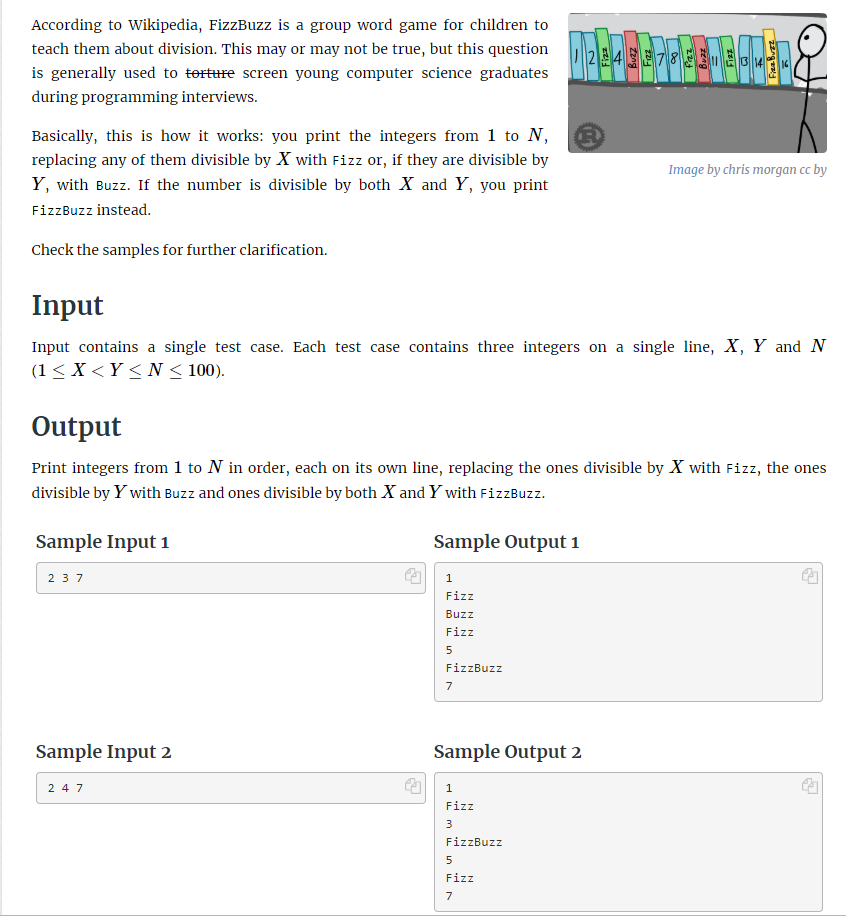 According to Wikipedia, FizzBuzz is a group word game for children to
teach them about division. This may or may not be true, but this question
is generally used to torture screen young computer science graduates
during programming interviews.
1 2 Fizz 4 Buzz Fizz 7 8 Fizz Buzz 11 Fizz 13 14 FizzBuzz 16
R
Image by chris morgan cc by
Basically, this is how it works: you print the integers from 1 to N,
replacing any of them divisible by X with Fizz or, if they are divisible by
Y, with Buzz. If the number is divisible by both X and Y, you print
FizzBuzz instead.
Check the samples for further clarification.
Input
Input contains a single test case. Each test case contains three integers on a single line, X, Y and N
(1 ≤ X < Y ≤ N ≤ 100).
Output
Print integers from 1 to N in order, each on its own line, replacing the ones divisible by X with Fizz, the ones
divisible by Y with Buzz and ones divisible by both X and Y with FizzBuzz.
Sample Input 1
2 3 7
Sample Output 1
1
Fizz
Buzz
Fizz
5
FizzBuzz
7
Sample Input 2
2 4 7
Sample Output 2
1
Fizz
3
FizzBuzz
5
Fizz
7